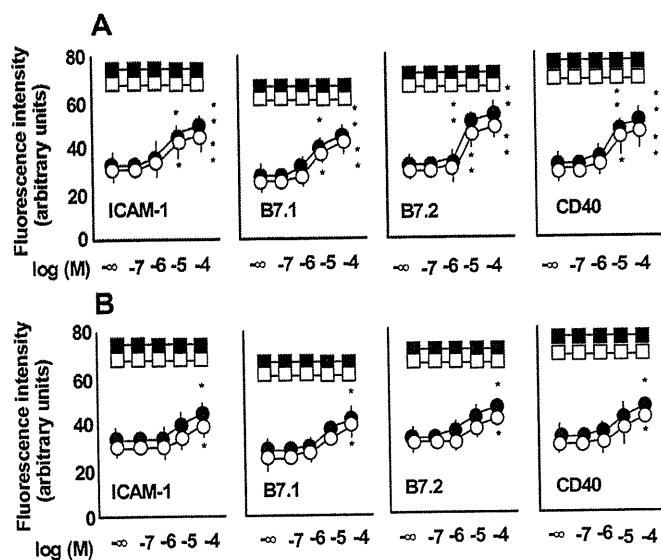 A
Fluorescence intensity
(arbitrary units)
80
60
40
20
0
ICAM-1
B7.1
B7.2
CD40
log (M) -∞ -7 -6 -5 -4 -∞ -7 -6 -5 -4 -∞ -7 -6 -5 -4 -∞ -7 -6 -5 -4
B
Fluorescence intensity
(arbitrary units)
80
60
40
20
0
ICAM-1
B7.1
B7.2
CD40
log (M) -∞ -7 -6 -5 -4 -∞ -7 -6 -5 -4 -∞ -7 -6 -5 -4 -∞ -7 -6 -5 -4